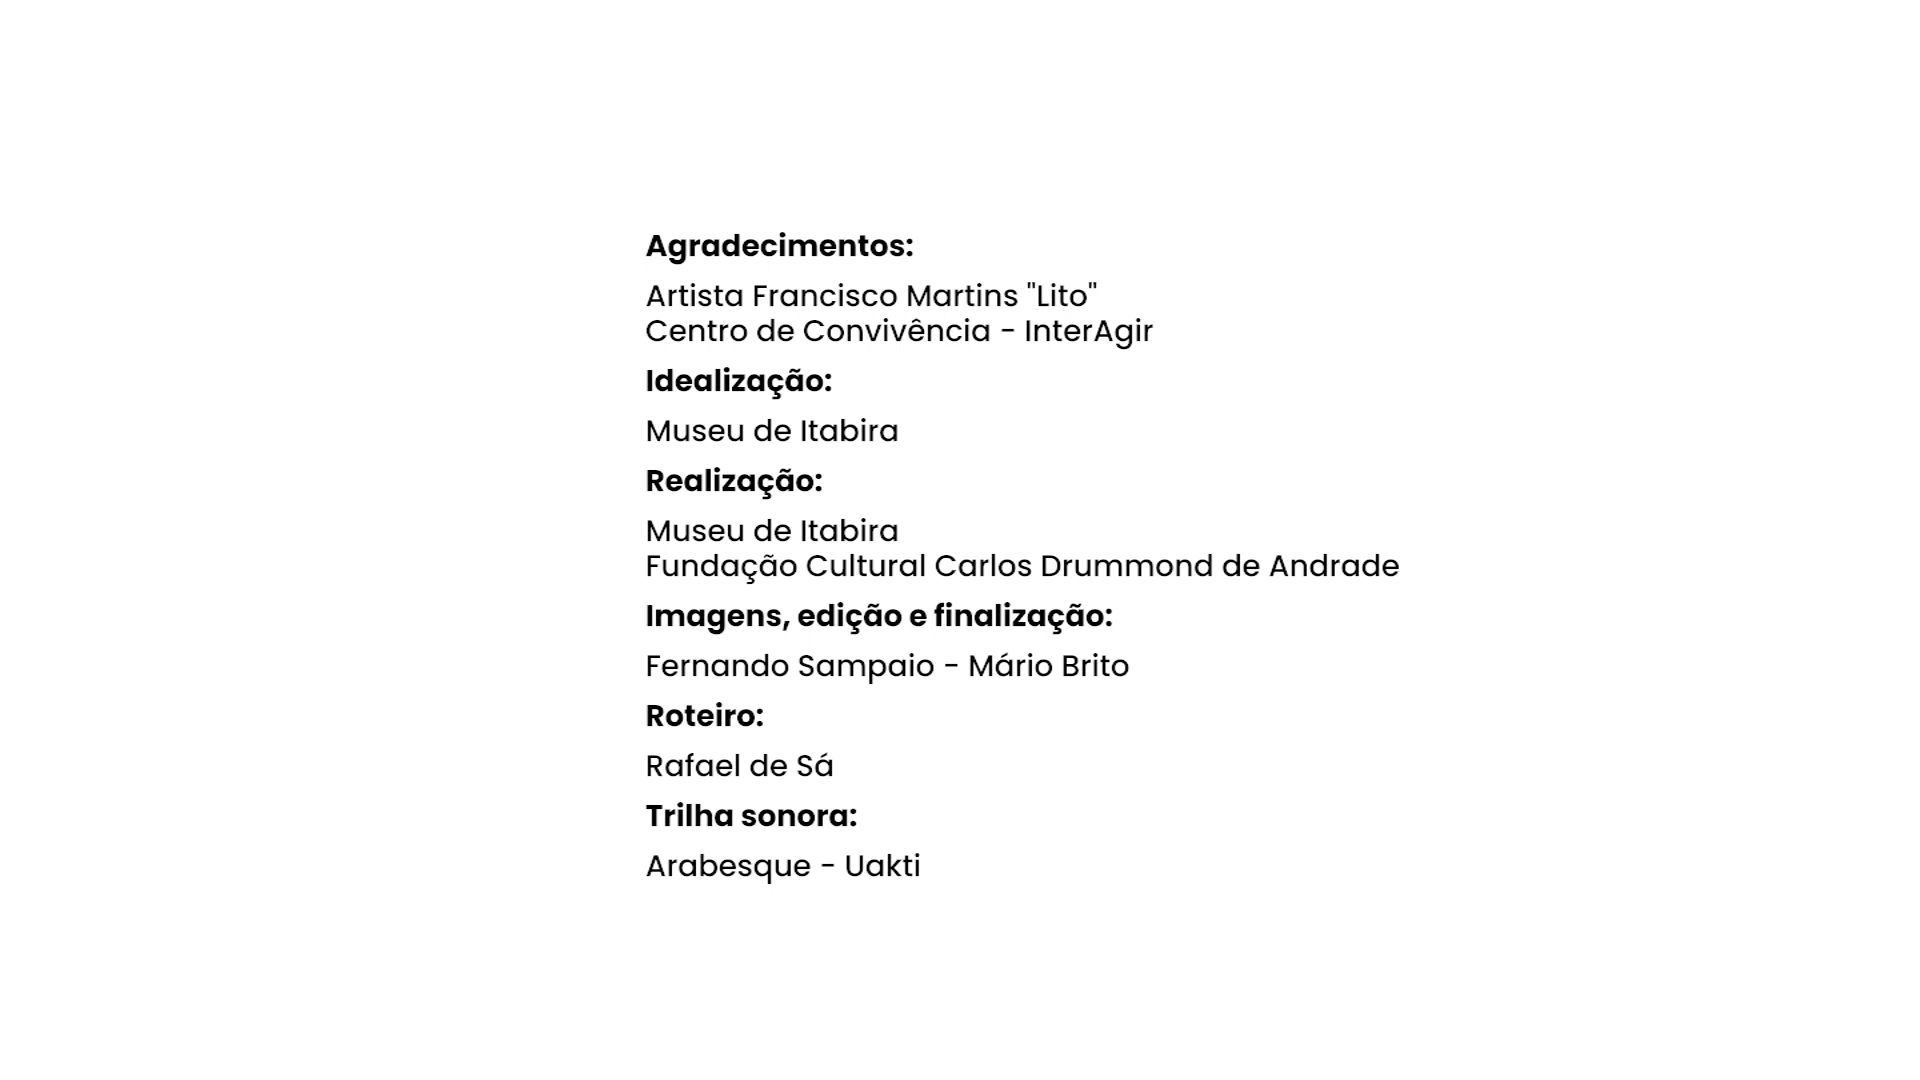 Agradecimentos:
Artista Francisco Martins "Lito"
Centro de Convivência - InterAgir
Idealização:
Museu de Itabira
Realização:
Museu de Itabira
Fundação Cultural Carlos Drummond de Andrade
Imagens, edição e finalização:
Fernando Sampaio - Mário Brito
Roteiro:
Rafael de Sá
Trilha sonora:
Arabesque - Uakti